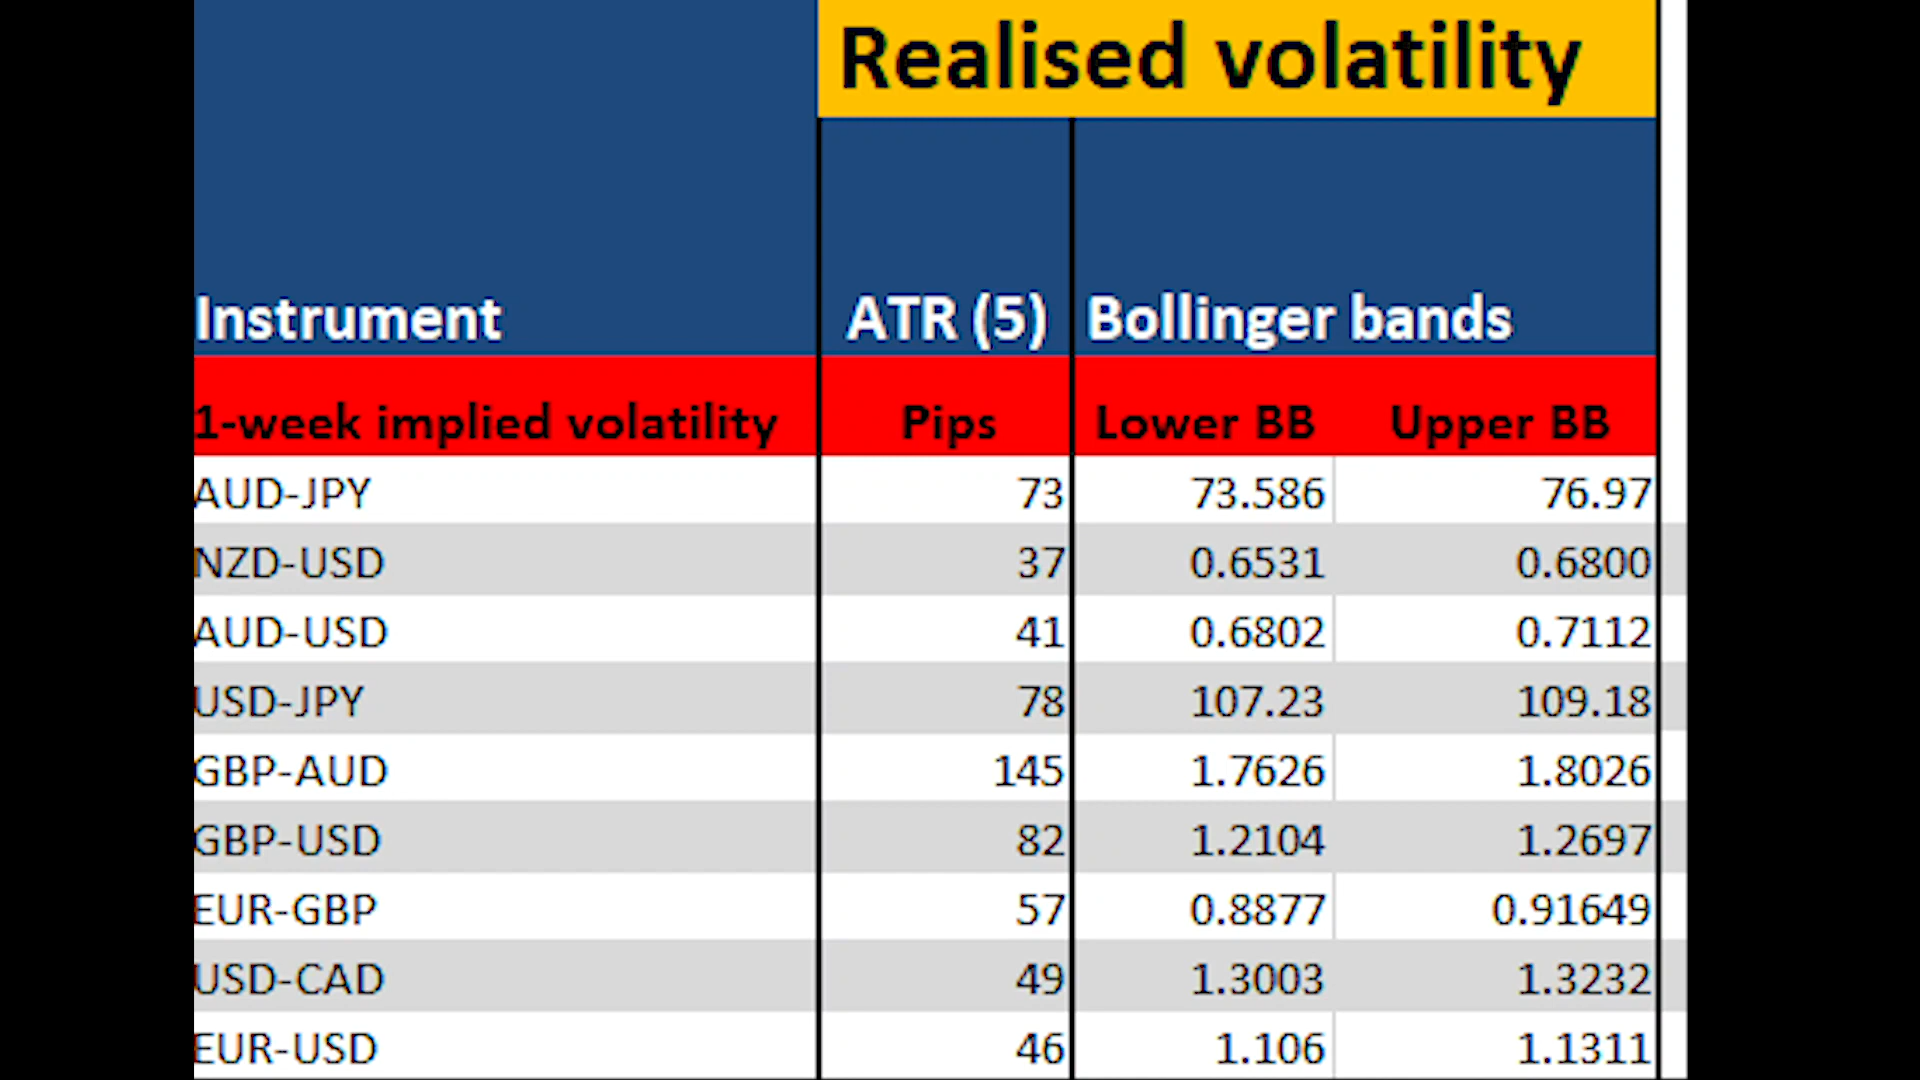 Realised volatility
Instrument ATR (5) Bollinger bands
1-week implied volatility Pips Lower BB Upper BB
AUD-JPY 73 73.586 76.97
NZD-USD 37 0.6531 0.6800
AUD-USD 41 0.6802 0.7112
USD-JPY 78 107.23 109.18
GBP-AUD 145 1.7626 1.8026
GBP-USD 82 1.2104 1.2697
EUR-GBP 57 0.8877 0.91649
USD-CAD 49 1.3003 1.3232
EUR-USD 46 1.106 1.1311